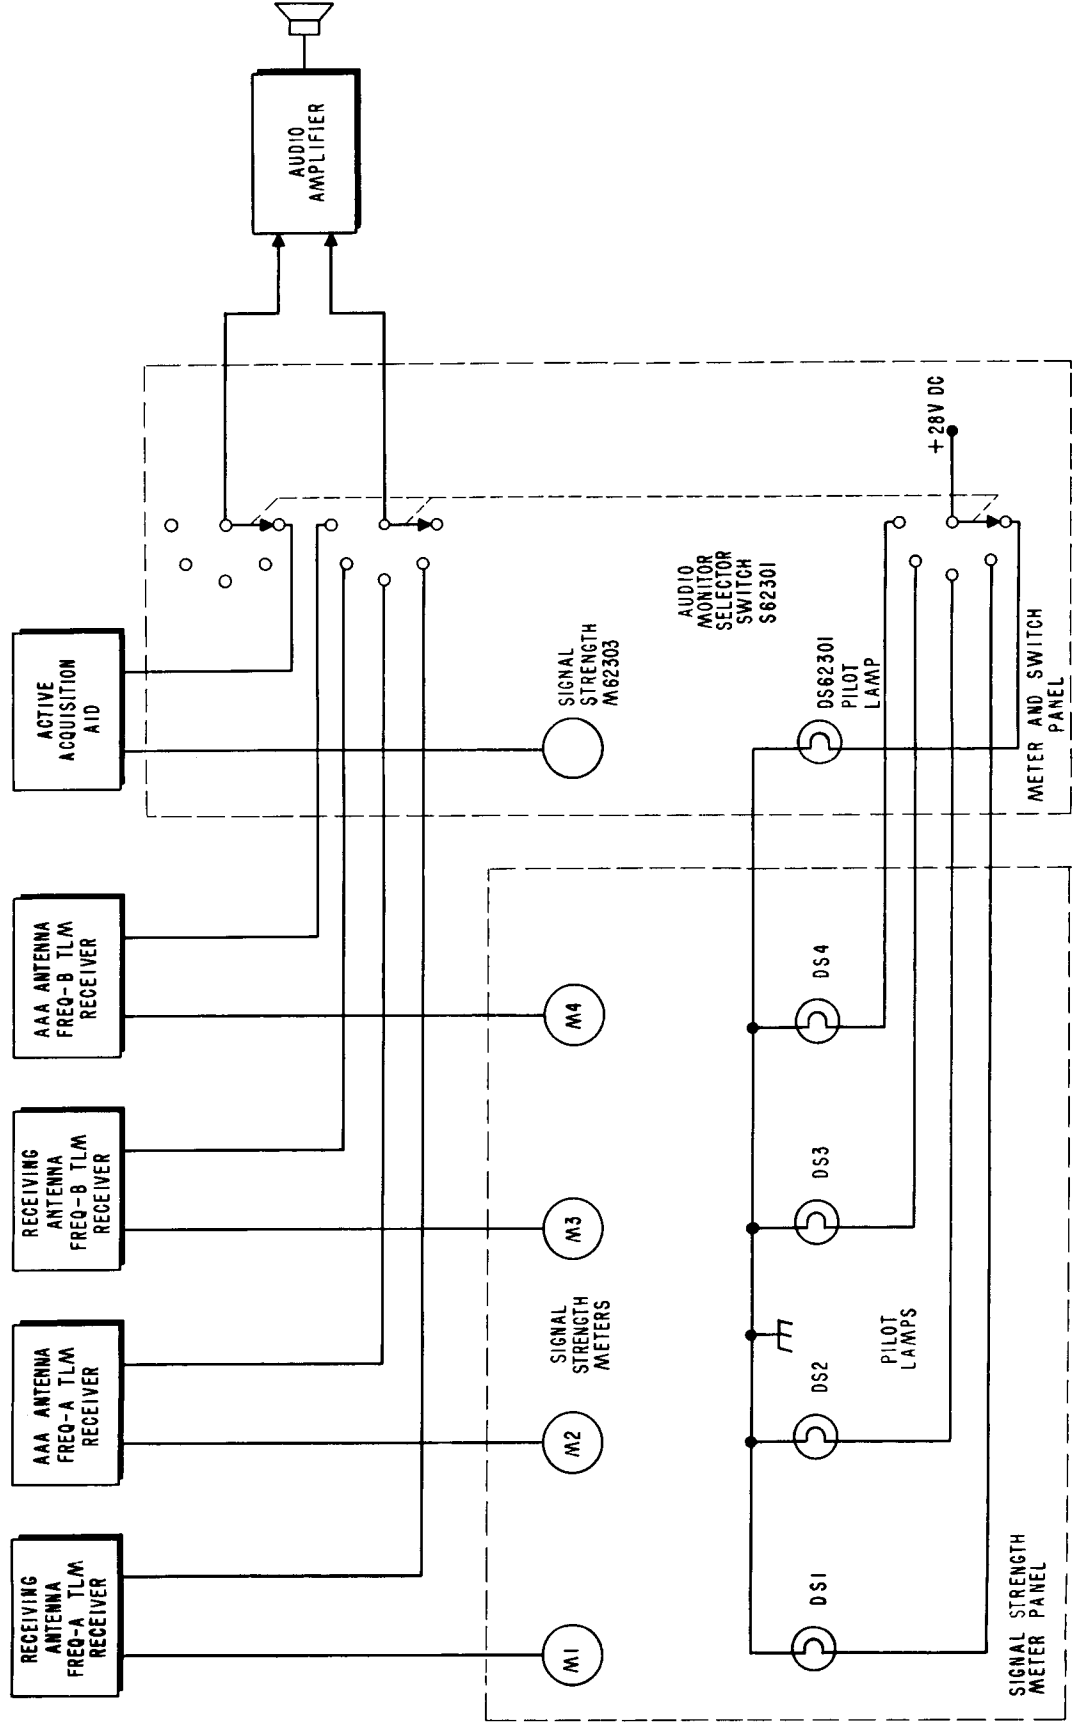 RECEIVING
ANTENNA
FREQ-A TLM
RECEIVER
AAA ANTENNA
FREQ-A TLM
RECEIVER
RECEIVING
ANTENNA
FREQ-B TLM
RECEIVER
AAA ANTENNA
FREQ-B TLM
RECEIVER
ACTIVE
ACQUISITION
AID
AUDIO
AMPLIFIER
M1
M2
SIGNAL
STRENGTH
METERS
M3
M4
SIGNAL
STRENGTH
M62303
AUDIO
MONITOR
SELECTOR
SWITCH
S62301
DS1
DS2
DS3
DS4
DS62301
PILOT
LAMP
PILOT
LAMPS
+28V DC
SIGNAL STRENGTH
METER PANEL
METER AND SWITCH
PANEL